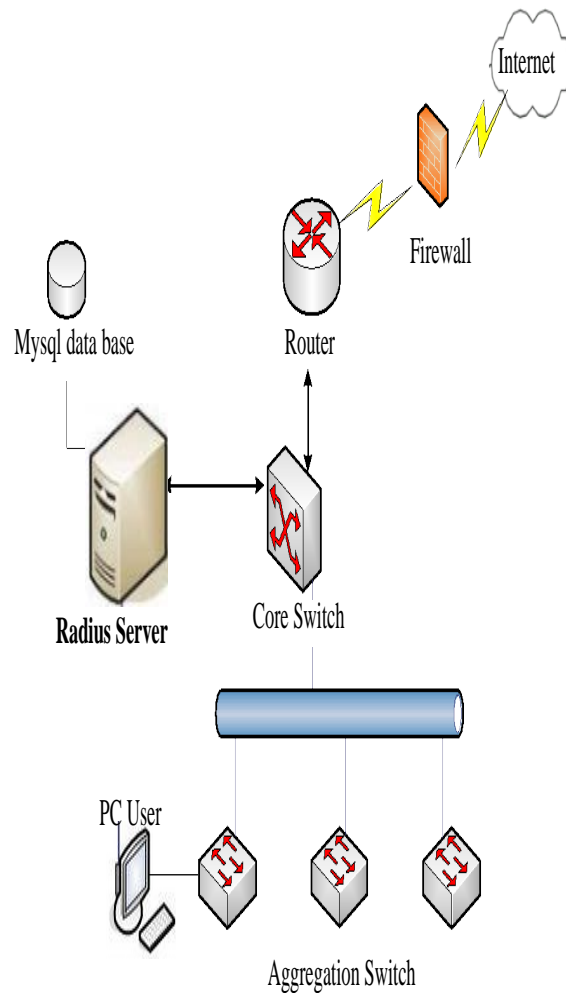 Internet
Firewall
Mysql data base
Router
Radius Server
Core Switch
PC User
Aggregation Switch